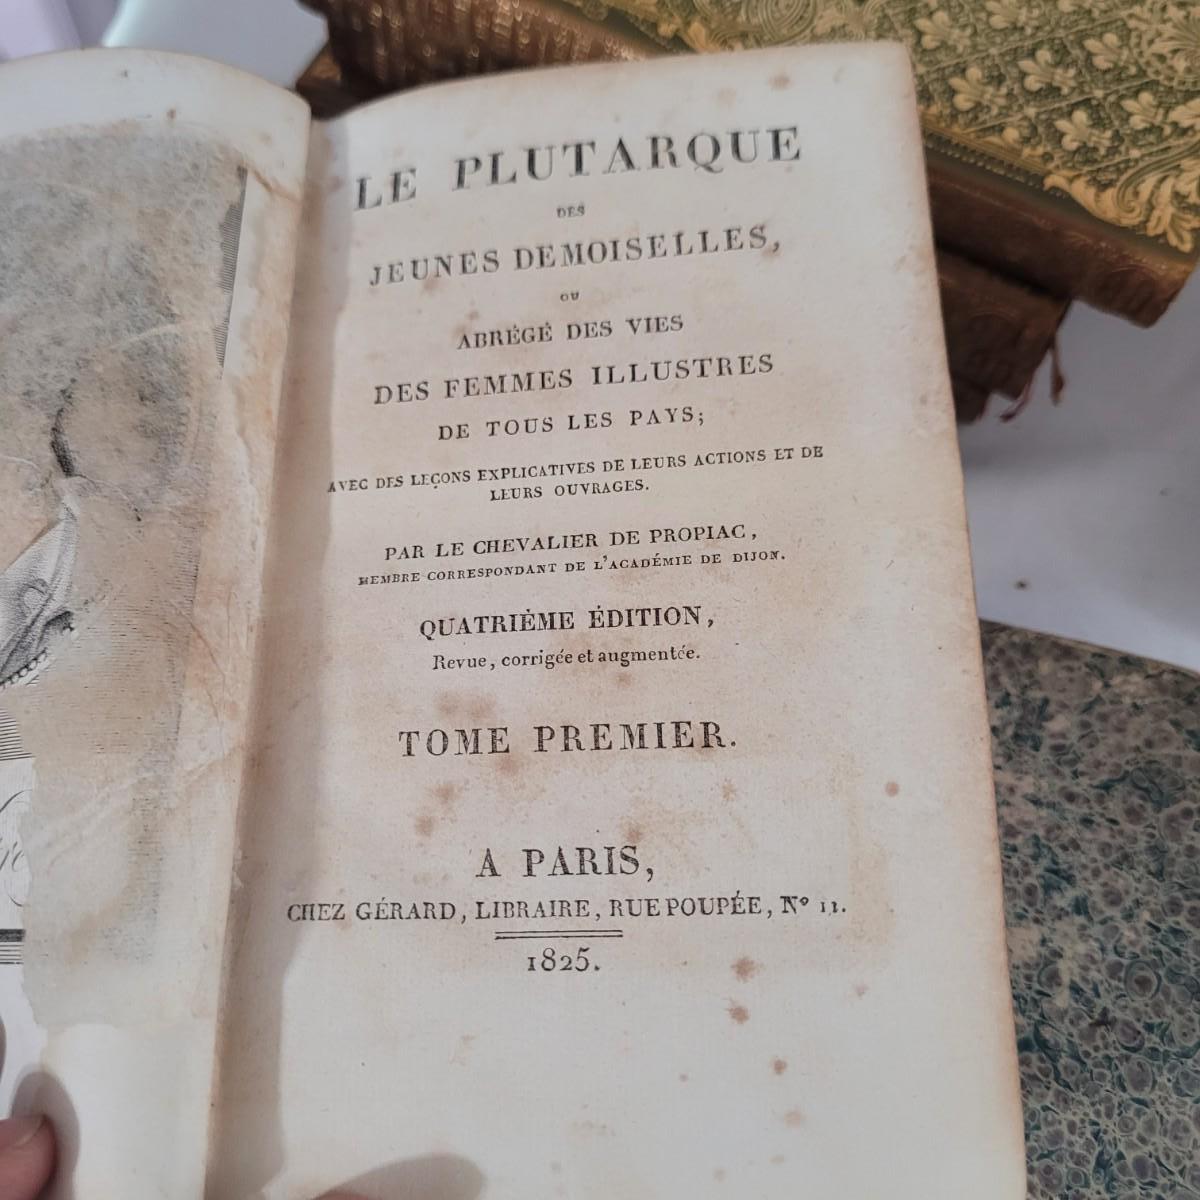 LE PLUTARQUE
DES
JEUNES DEMOISELLES,
OU
ABRÉGÉ DES VIES
DES FEMMES ILLUSTRES
DE TOUS LES PAYS;
AVEC DES LEÇONS EXPLICATIVES DE LEURS ACTIONS ET DE
LEURS OUVRAGES.
PAR LE CHEVALIER DE PROPIAC,
MEMBRE CORRESPONDANT DE L'ACADÉMIE DE DIJON.
QUATRIÈME ÉDITION,
Revue, corrigée et augmentée.
TOME PREMIER.
A PARIS,
CHEZ GÉRARD, LIBRAIRE, RUE POUPÉE, Nº 11.
1825.